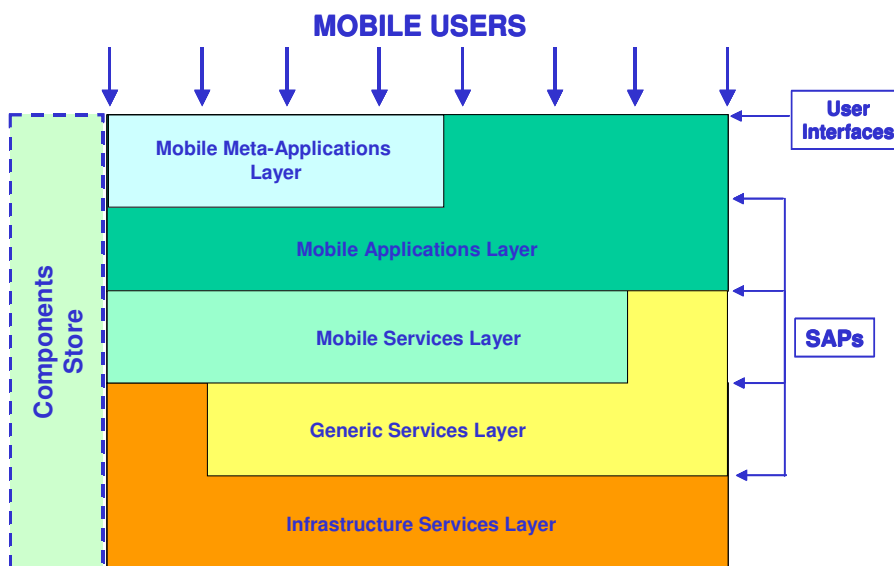 MOBILE USERS
User
Interfaces
Mobile Meta-Applications
Layer
Mobile Applications Layer
Components
Store
Mobile Services Layer
SAPs
Generic Services Layer
Infrastructure Services Layer